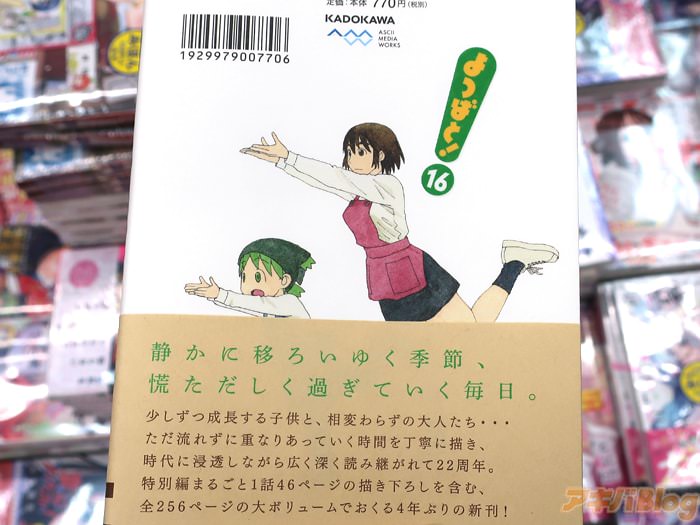 定価：本体 770円（税別）
KADOKAWA
ASCII
MEDIA
WORKS
1929979007706
よつばと!
16
静かに移ろいゆく季節、
慌ただしく過ぎていく毎日。
少しずつ成長する子供と、相変わらずの大人たち・・・
ただ流れずに重なりあっていく時間を丁寧に描き、
時代に浸透しながら広く深く読み継がれて22周年。
特別編まるごと1話46ページの描き下ろしを含む、
全256ページの大ボリュームでおくる4年ぶりの新刊！
アキバBlog